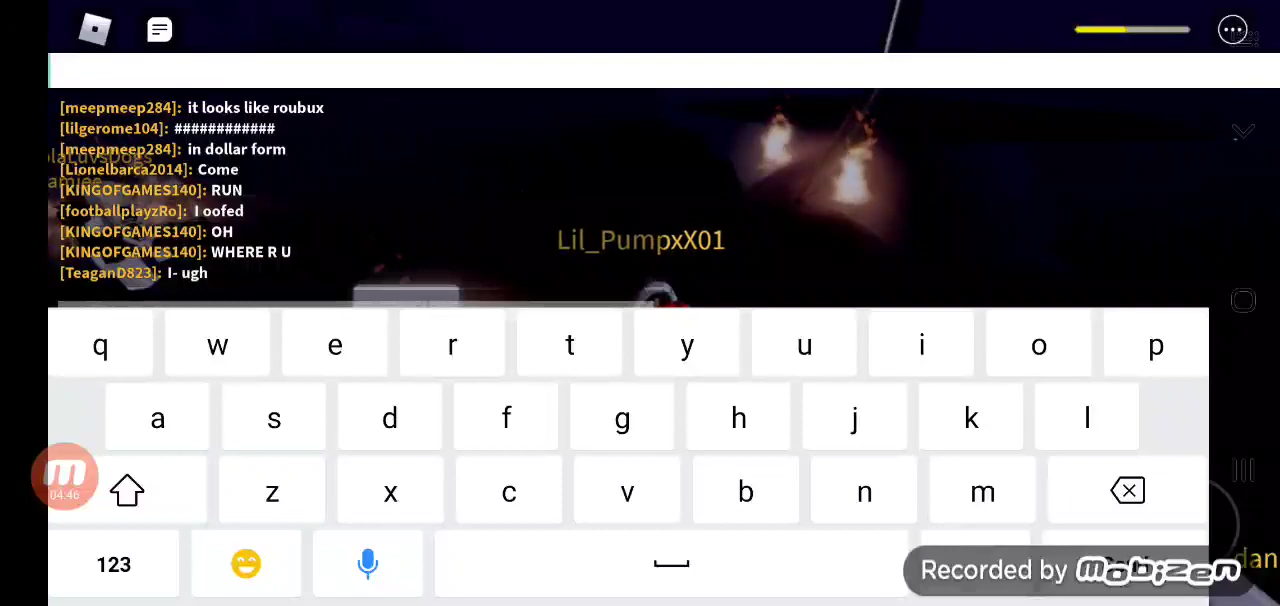 [meepmeep284]: it looks like roubux
[lilgerome104]: ############
[meepmeep284]: in dollar form
[Lionelbarca2014]: Come
[KINGOFGAMES140]: RUN
[footballplayzRo]: I oofed
[KINGOFGAMES140]: OH
[KINGOFGAMES140]: WHERE R U
[TeaganD823]: I- ugh
Lil_PumpxX01
q w e r t y u i o p
a s d f g h j k l
04:46
z x c v b n m
123
Recorded by mobizen
dan